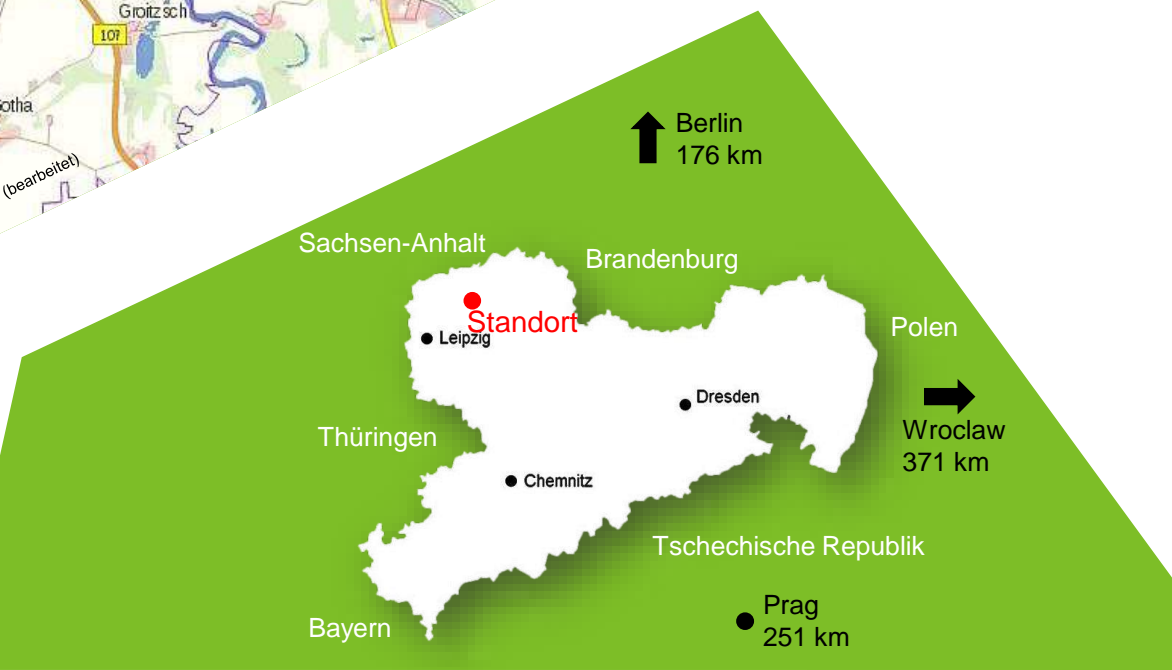 Groitzsch
107
otha
(bearbeitet)
Berlin
176 km
Sachsen-Anhalt
Brandenburg
Standort
Leipzig
Polen
Dresden
Wroclaw
371 km
Thüringen
Chemnitz
Tschechische Republik
Prag
251 km
Bayern